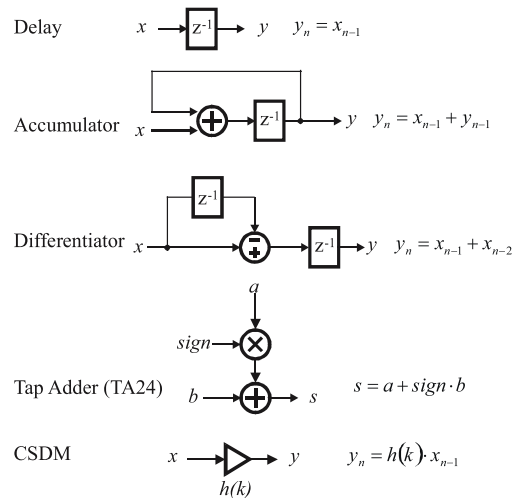 Delay x z⁻¹ y yₙ = xₙ₋₁
Accumulator x + z⁻¹ y yₙ = xₙ₋₁ + yₙ₋₁
z⁻¹
Differentiator x − + z⁻¹ y yₙ = xₙ₋₁ + xₙ₋₂
a
sign ×
Tap Adder (TA24) b + s s = a + sign · b
CSDM x y yₙ = h(k) · xₙ₋₁
h(k)